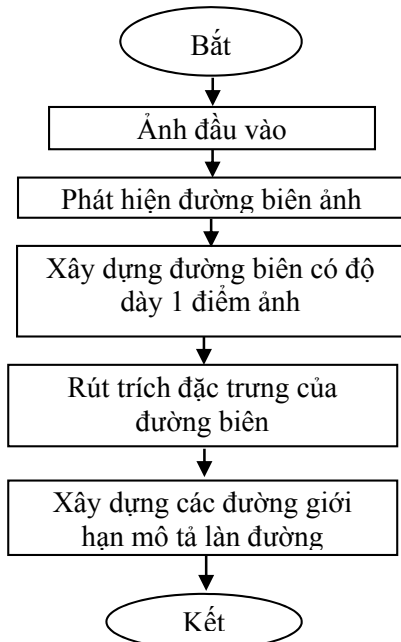 Bắt
Ảnh đầu vào
Phát hiện đường biên ảnh
Xây dựng đường biên có độ
dày 1 điểm ảnh
Rút trích đặc trưng của
đường biên
Xây dựng các đường giới
hạn mô tả làn đường
Kết